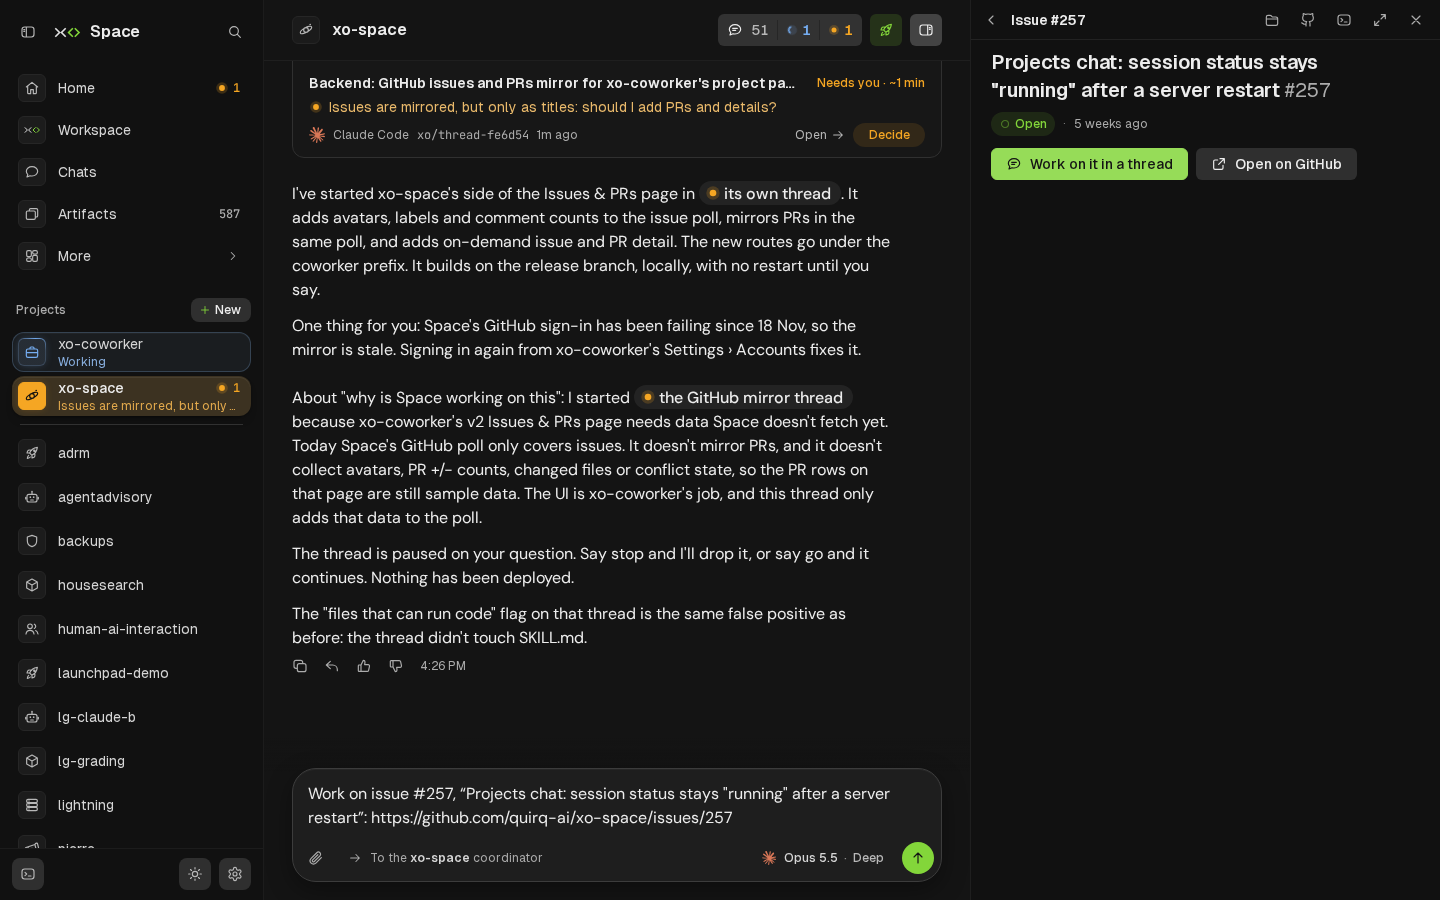 Space
Home
1
Workspace
Chats
Artifacts
587
More
Projects
+ New
xo-coworker
Working
xo-space
1
Issues are mirrored, but only ...
adrm
agentadvisory
backups
housesearch
human-ai-interaction
launchpad-demo
lg-claude-b
lg-grading
lightning
xo-space
51
1
1
Backend: GitHub issues and PRs mirror for xo-coworker's project pa...
Needs you · ~1 min
Issues are mirrored, but only as titles: should I add PRs and details?
Claude Code xo/thread-fe6d54 1m ago
Open →
Decide
I've started xo-space's side of the Issues & PRs page in its own thread . It
adds avatars, labels and comment counts to the issue poll, mirrors PRs in the
same poll, and adds on-demand issue and PR detail. The new routes go under the
coworker prefix. It builds on the release branch, locally, with no restart until you
say.
One thing for you: Space's GitHub sign-in has been failing since 18 Nov, so the
mirror is stale. Signing in again from xo-coworker's Settings › Accounts fixes it.
About "why is Space working on this": I started the GitHub mirror thread
because xo-coworker's v2 Issues & PRs page needs data Space doesn't fetch yet.
Today Space's GitHub poll only covers issues. It doesn't mirror PRs, and it doesn't
collect avatars, PR +/- counts, changed files or conflict state, so the PR rows on
that page are still sample data. The UI is xo-coworker's job, and this thread only
adds that data to the poll.
The thread is paused on your question. Say stop and I'll drop it, or say go and it
continues. Nothing has been deployed.
The "files that can run code" flag on that thread is the same false positive as
before: the thread didn't touch SKILL.md.
4:26 PM
Work on issue #257, “Projects chat: session status stays "running" after a server
restart”: https://github.com/quirq-ai/xo-space/issues/257
→ To the xo-space coordinator
Opus 5.5 · Deep
Issue #257
Projects chat: session status stays
"running" after a server restart #257
Open · 5 weeks ago
Work on it in a thread
Open on GitHub